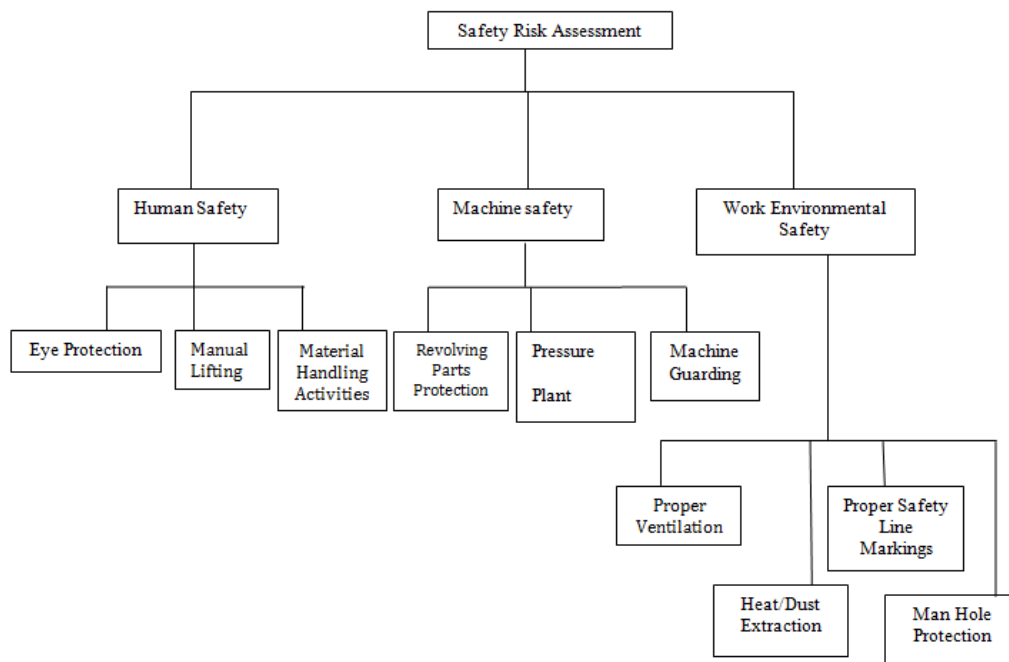 Safety Risk Assessment
Human Safety
Machine safety
Work Environmental
Safety
Eye Protection
Manual
Lifting
Material
Handling
Activities
Revolving
Parts
Protection
Pressure
Plant
Machine
Guarding
Proper
Ventilation
Heat/Dust
Extraction
Proper Safety
Line
Markings
Man Hole
Protection